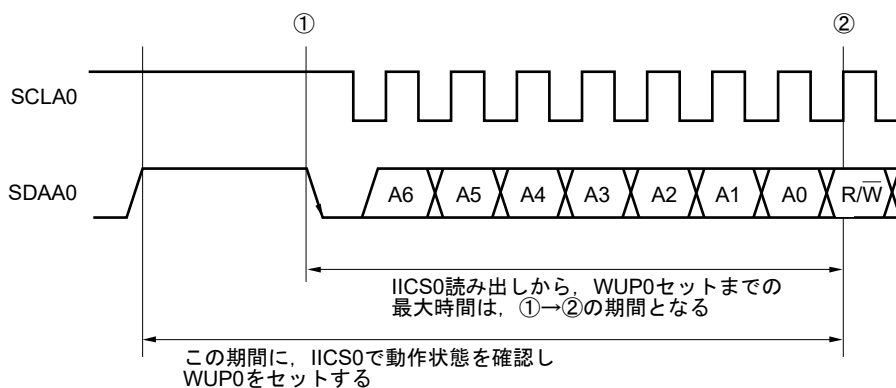 ① ②
SCLA0
SDAA0 A6 A5 A4 A3 A2 A1 A0 R/W̅
IICS0読み出しから，WUP0セットまでの
最大時間は，①→②の期間となる
この期間に，IICS0で動作状態を確認し
WUP0をセットする